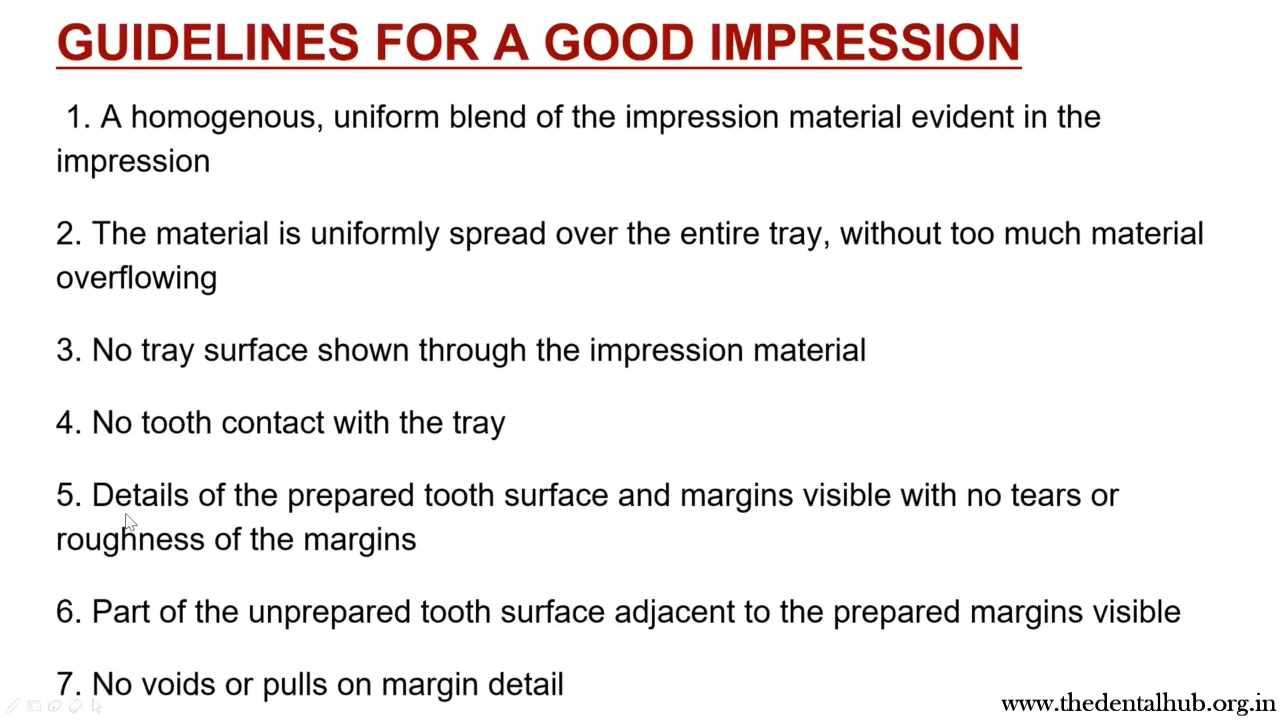 GUIDELINES FOR A GOOD IMPRESSION
1. A homogenous, uniform blend of the impression material evident in the
impression
2. The material is uniformly spread over the entire tray, without too much material
overflowing
3. No tray surface shown through the impression material
4. No tooth contact with the tray
5. Details of the prepared tooth surface and margins visible with no tears or
roughness of the margins
6. Part of the unprepared tooth surface adjacent to the prepared margins visible
7. No voids or pulls on margin detail
www.thedentalhub.org.in